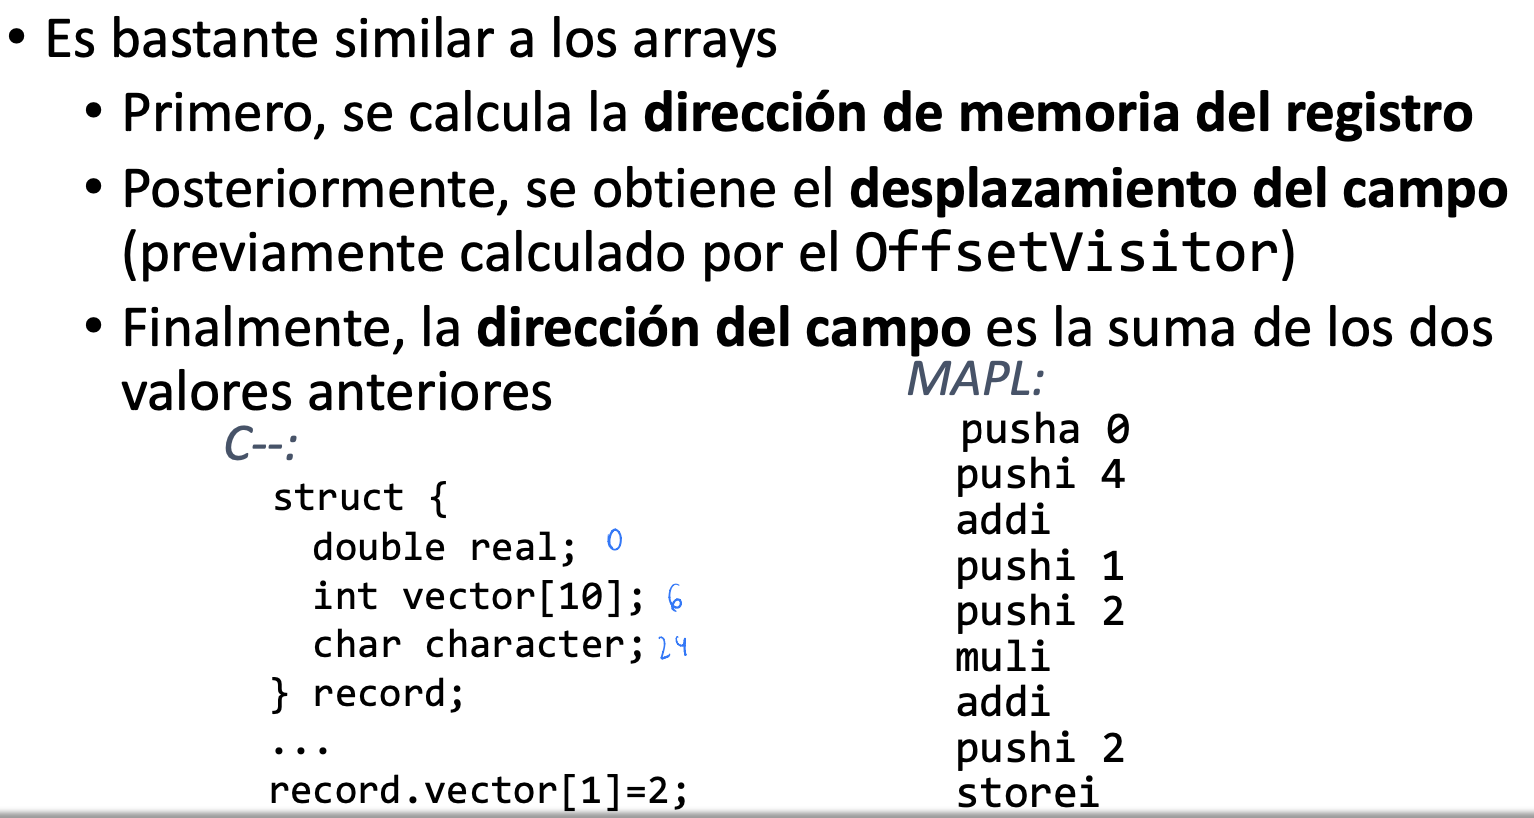 • Es bastante similar a los arrays
• Primero, se calcula la dirección de memoria del registro
• Posteriormente, se obtiene el desplazamiento del campo
(previamente calculado por el OffsetVisitor)
• Finalmente, la dirección del campo es la suma de los dos
valores anteriores
C--:
struct {
double real; 0
int vector[10]; 6
char character; 24
} record;
...
record.vector[1]=2;
MAPL:
pusha 0
pushi 4
addi
pushi 1
pushi 2
muli
addi
pushi 2
storei